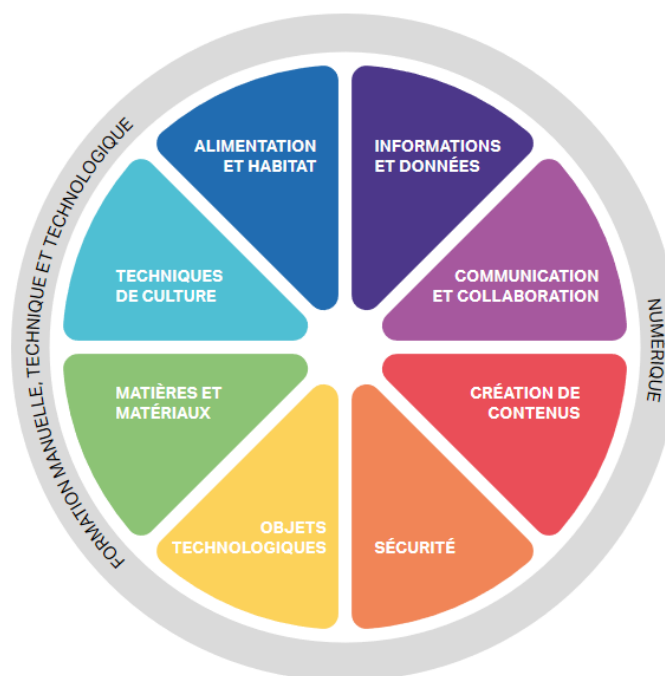 FORMATION MANUELLE, TECHNIQUE ET TECHNOLOGIQUE
ALIMENTATION
ET HABITAT
INFORMATIONS
ET DONNÉES
TECHNIQUES
DE CULTURE
COMMUNICATION
ET COLLABORATION
MATIÈRES ET
MATÉRIAUX
CRÉATION DE
CONTENUS
OBJETS
TECHNOLOGIQUES
SÉCURITÉ
NUMERIQUE